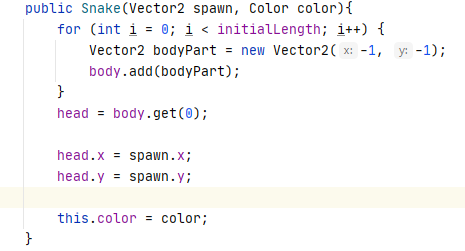 public Snake(Vector2 spawn, Color color){
    for (int i = 0; i < initialLength; i++) {
        Vector2 bodyPart = new Vector2( x: -1, y: -1);
        body.add(bodyPart);
    }
    head = body.get(0);

    head.x = spawn.x;
    head.y = spawn.y;

    this.color = color;
}